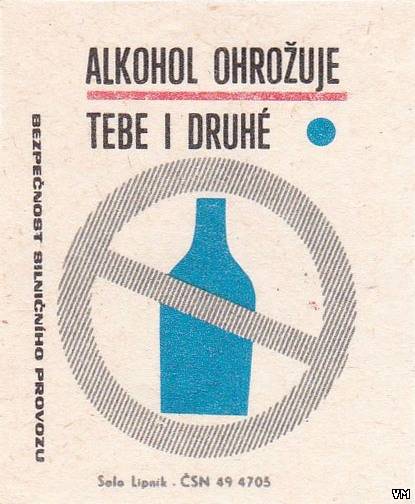 ALKOHOL OHROŽUJE
TEBE I DRUHÉ
BEZPEČNOST SILNIČNÍHO PROVOZU
Solo Lipník - ČSN 49 4705
VM